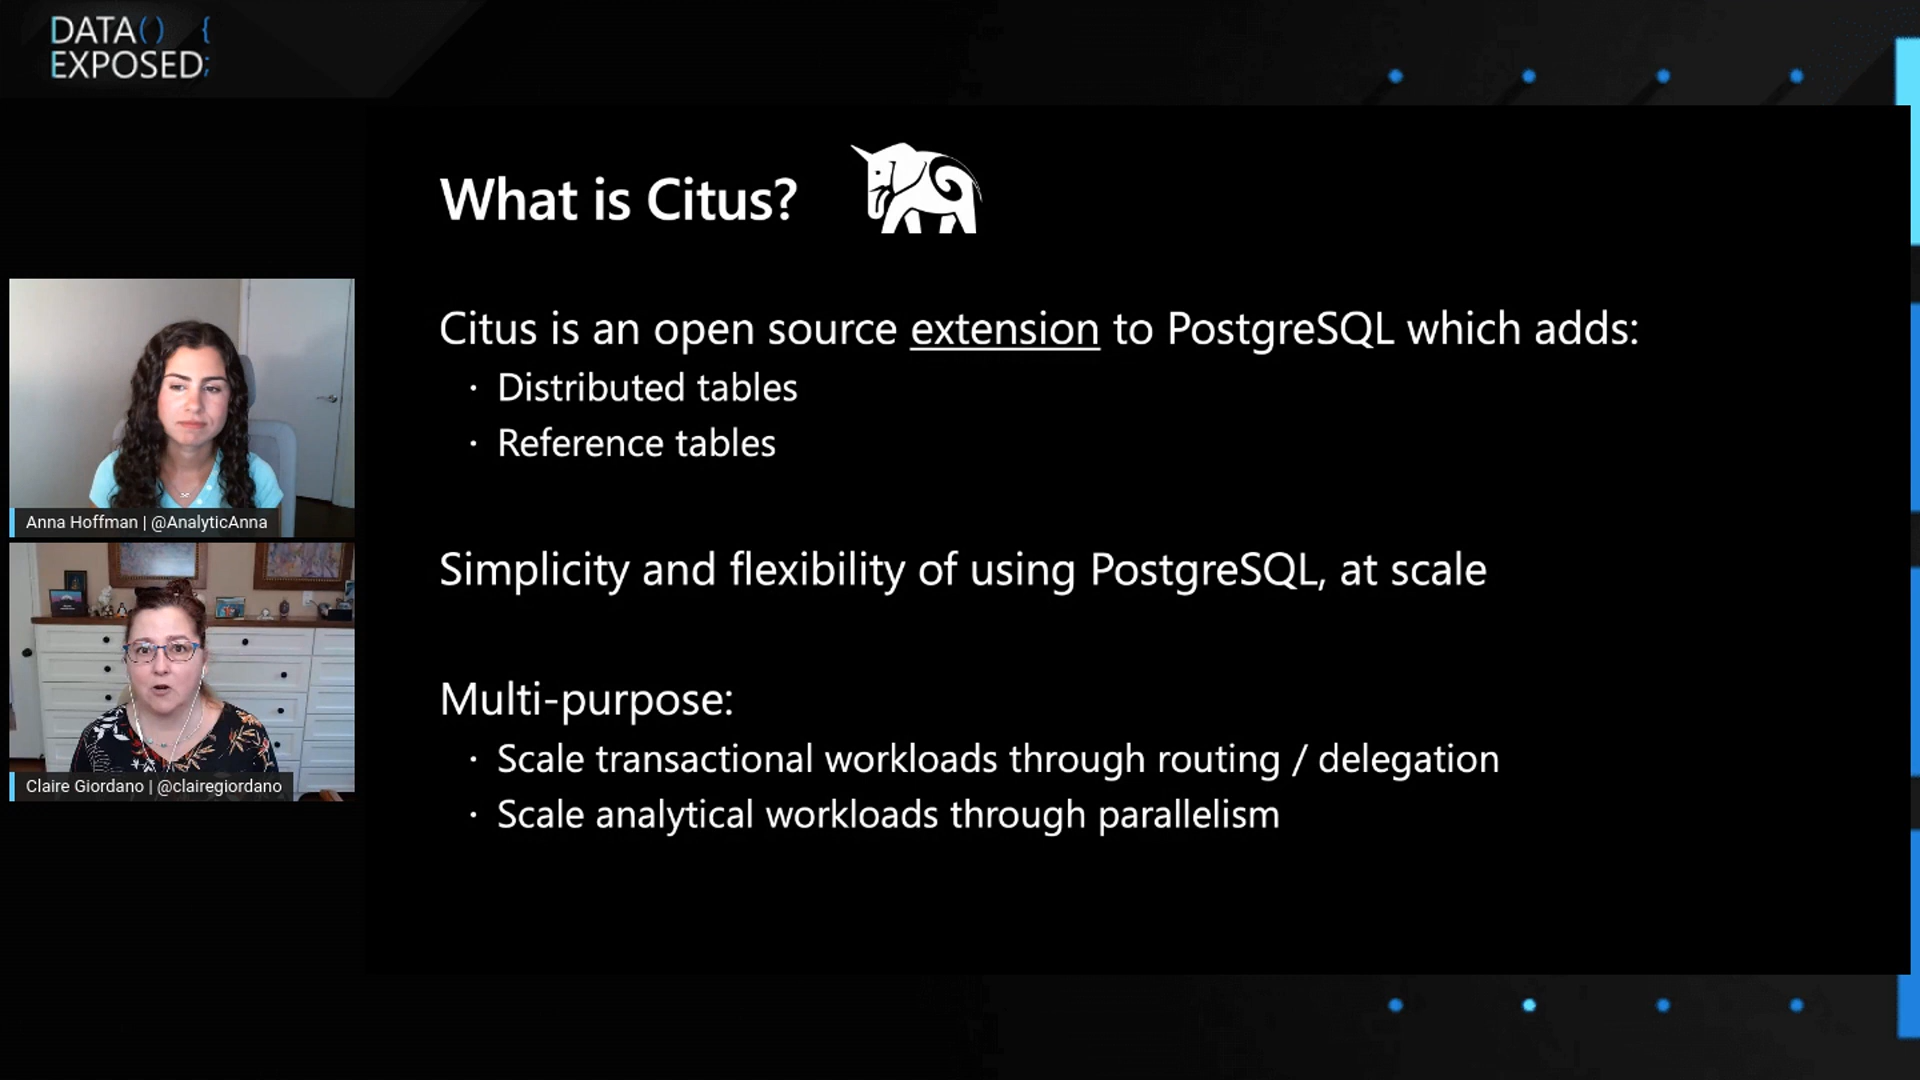 DATA() {
EXPOSED;
What is Citus?
Citus is an open source extension to PostgreSQL which adds:
· Distributed tables
· Reference tables
Simplicity and flexibility of using PostgreSQL, at scale
Multi-purpose:
· Scale transactional workloads through routing / delegation
· Scale analytical workloads through parallelism
Anna Hoffman | @AnalyticAnna
Claire Giordano | @clairegiordano